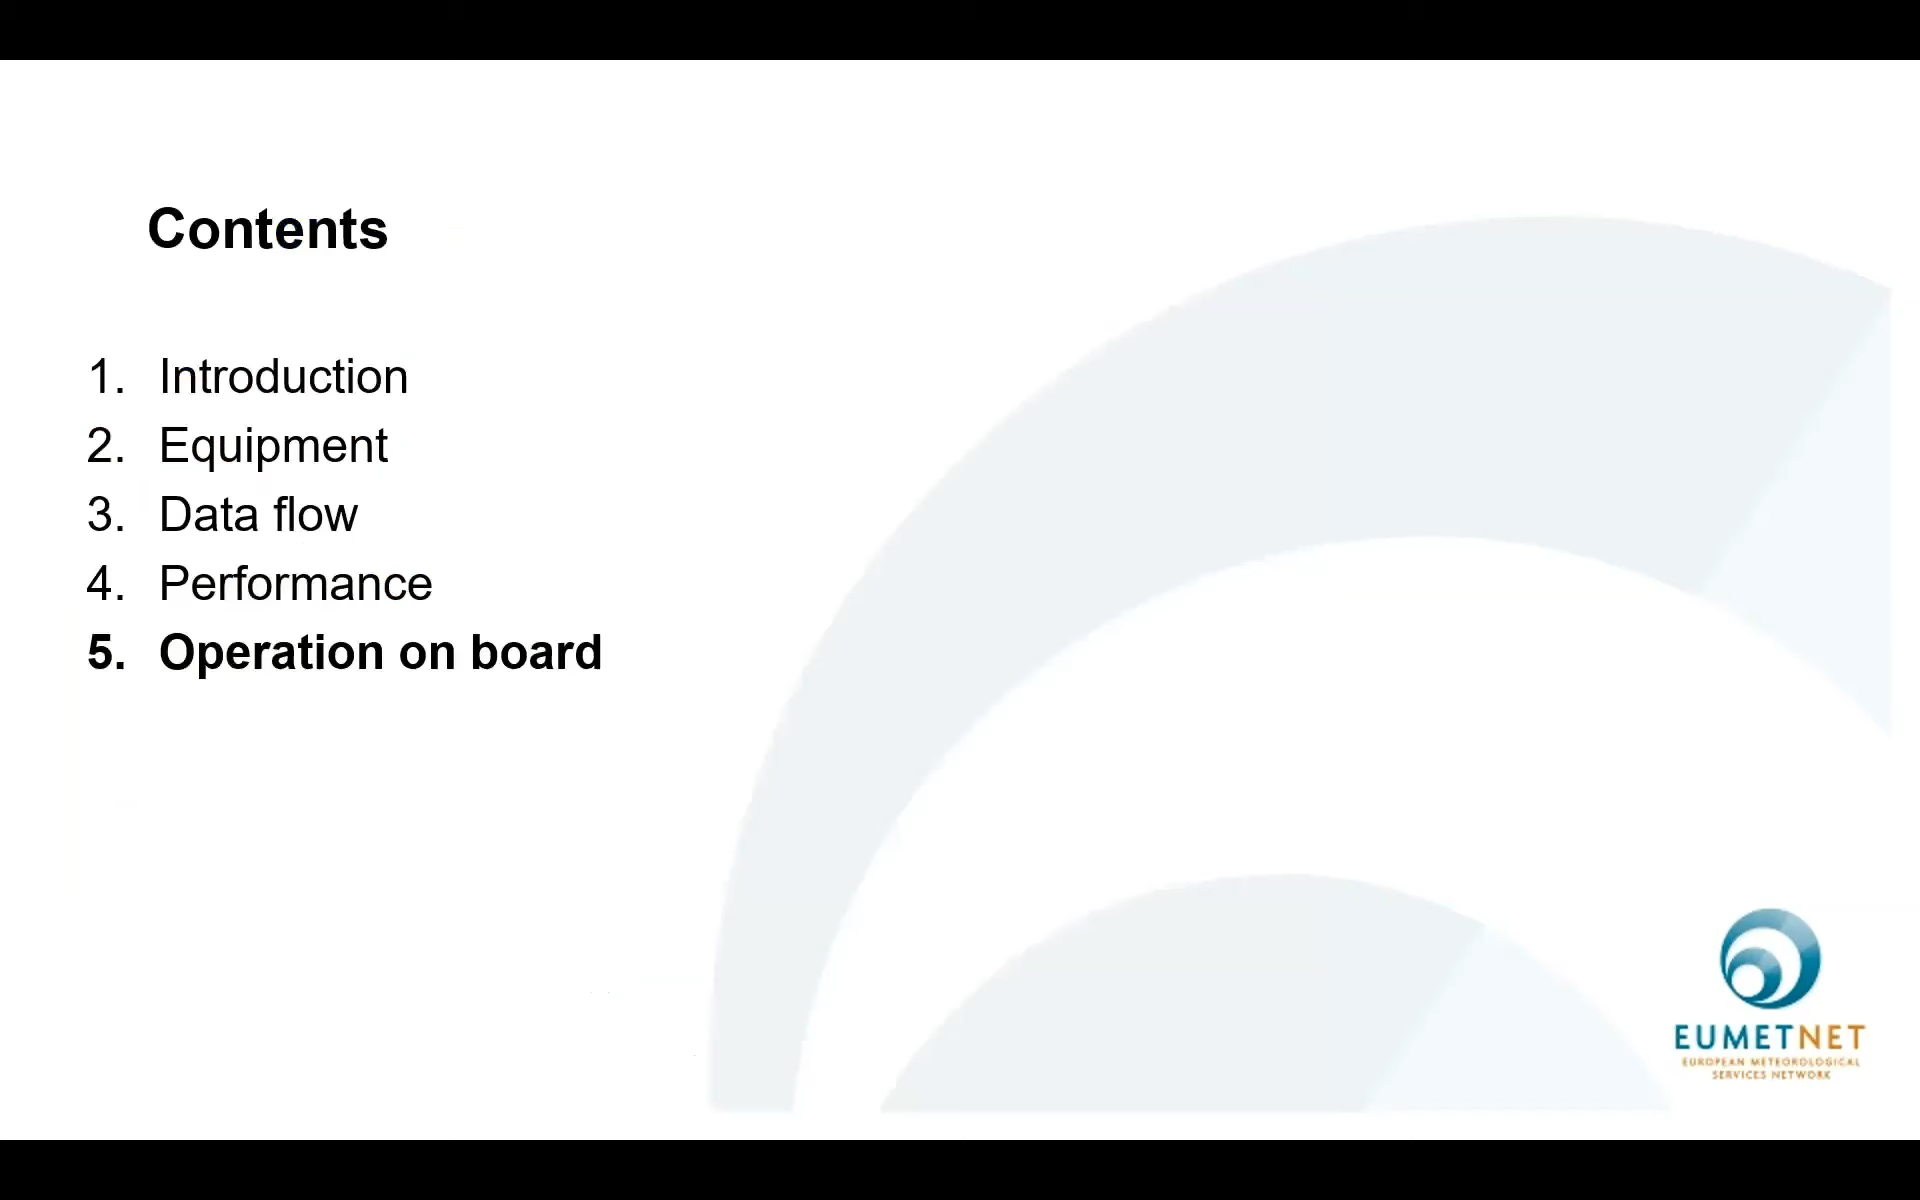 Contents
1. Introduction
2. Equipment
3. Data flow
4. Performance
5. Operation on board
EUMETNET
EUROPEAN METEOROLOGICAL
SERVICES NETWORK